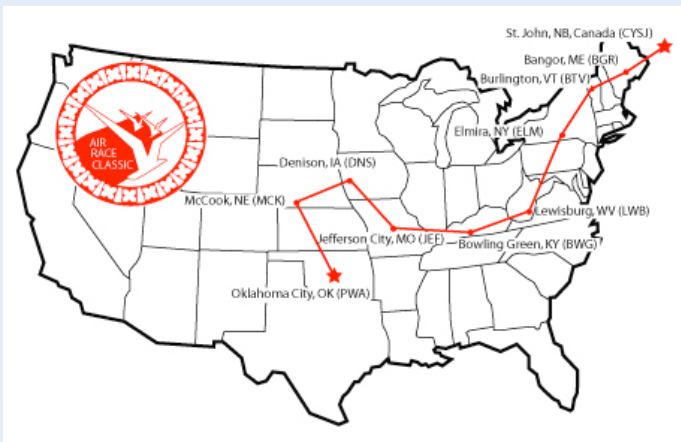 St. John, NB, Canada (CYSJ)
Bangor, ME (BGR)
Burlington, VT (BTV)
Elmira, NY (ELM)
AIR
RACE
CLASSIC
Denison, IA (DNS)
McCook, NE (MCK)
Lewisburg, WV (LWB)
Jefferson City, MO (JEF)
Bowling Green, KY (BWG)
Oklahoma City, OK (PWA)